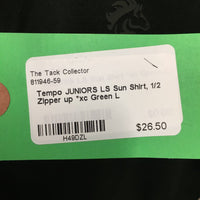 The Tack Collector
811946-59
Tempo JUNIORS LS Sun Shirt, 1/2
Zipper up *xc Green L
$26.50
H49DZL